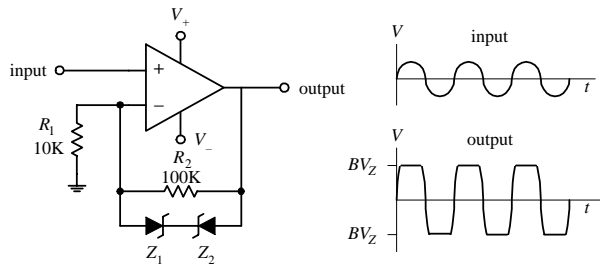 V+
input
+
−
output
R1
10K
V−
R2
100K
Z1
Z2
V
input
t
V
output
BVZ
t
BVZ